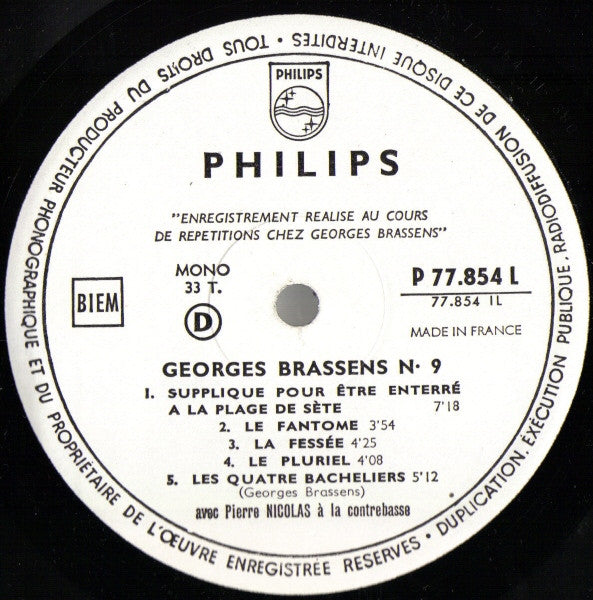 TOUS DROITS DU PRODUCTEUR PHONOGRAPHIQUE ET DU PROPRIÉTAIRE DE L'ŒUVRE ENREGISTRÉE RESERVES • DUPLICATION, EXÉCUTION PUBLIQUE, RADIODIFFUSION DE CE DISQUE INTERDITES •
PHILIPS
PHILIPS
"ENREGISTREMENT REALISE AU COURS
DE REPETITIONS CHEZ GEORGES BRASSENS"
MONO
33 T.
BIEM
D
P 77.854 L
77.854 1L
MADE IN FRANCE
GEORGES BRASSENS N· 9
1. SUPPLIQUE POUR ÊTRE ENTERRÉ
A LA PLAGE DE SÈTE 7'18
2. LE FANTOME 3'54
3. LA FESSÉE 4'25
4. LE PLURIEL 4'08
5. LES QUATRE BACHELIERS 5'12
(Georges Brassens)
avec Pierre NICOLAS à la contrebasse